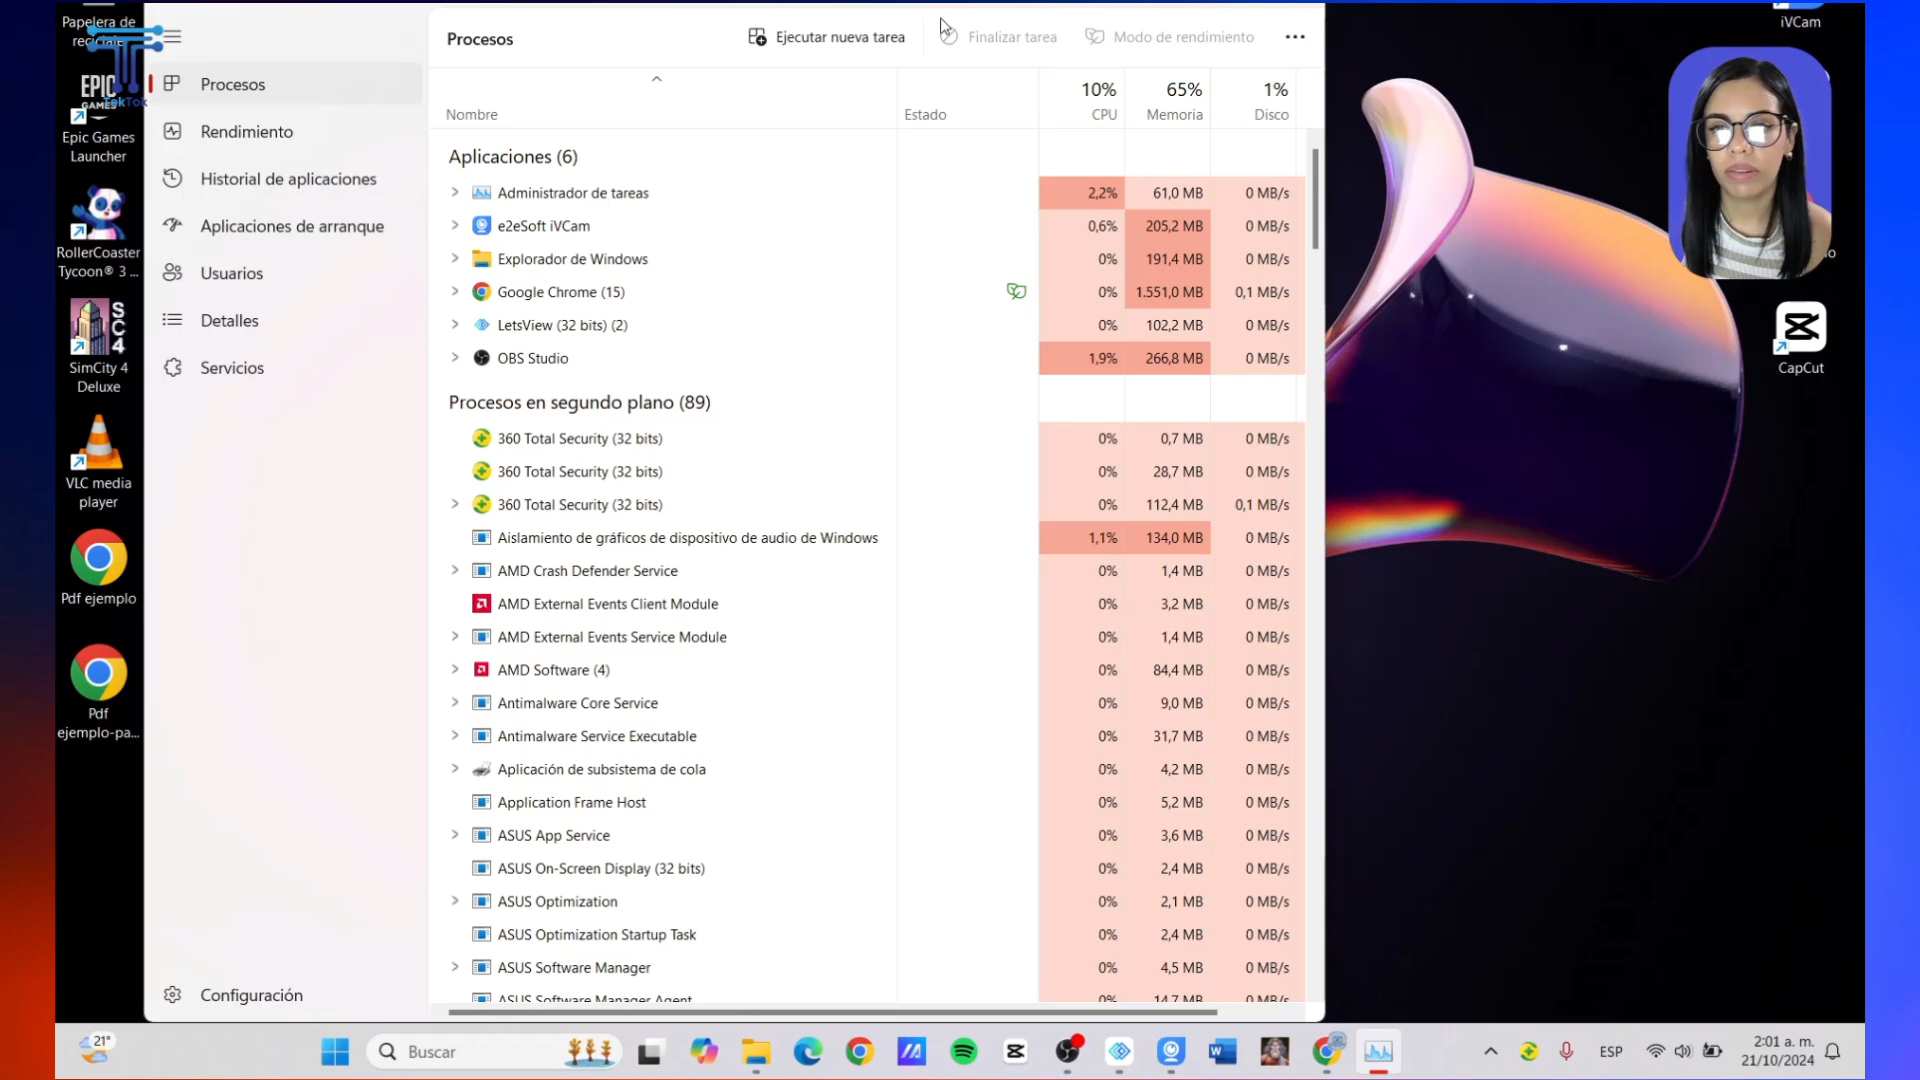 Papelera de
reciclaje
TekTok
EPIC
GAMES
Epic Games
Launcher
RollerCoaster
Tycoon® 3 ...
SC4
SimCity 4
Deluxe
VLC media
player
Pdf ejemplo
Pdf
ejemplo-pa...
Procesos
Rendimiento
Historial de aplicaciones
Aplicaciones de arranque
Usuarios
Detalles
Servicios
Configuración
Procesos
Ejecutar nueva tarea
Finalizar tarea
Modo de rendimiento
10% 65% 1%
Nombre Estado CPU Memoria Disco
Aplicaciones (6)
Administrador de tareas 2,2% 61,0 MB 0 MB/s
e2eSoft iVCam 0,6% 205,2 MB 0 MB/s
Explorador de Windows 0% 191,4 MB 0 MB/s
Google Chrome (15) 0% 1.551,0 MB 0,1 MB/s
LetsView (32 bits) (2) 0% 102,2 MB 0 MB/s
OBS Studio 1,9% 266,8 MB 0 MB/s
Procesos en segundo plano (89)
360 Total Security (32 bits) 0% 0,7 MB 0 MB/s
360 Total Security (32 bits) 0% 28,7 MB 0 MB/s
360 Total Security (32 bits) 0% 112,4 MB 0,1 MB/s
Aislamiento de gráficos de dispositivo de audio de Windows 1,1% 134,0 MB 0 MB/s
AMD Crash Defender Service 0% 1,4 MB 0 MB/s
AMD External Events Client Module 0% 3,2 MB 0 MB/s
AMD External Events Service Module 0% 1,4 MB 0 MB/s
AMD Software (4) 0% 84,4 MB 0 MB/s
Antimalware Core Service 0% 9,0 MB 0 MB/s
Antimalware Service Executable 0% 31,7 MB 0 MB/s
Aplicación de subsistema de cola 0% 4,2 MB 0 MB/s
Application Frame Host 0% 5,2 MB 0 MB/s
ASUS App Service 0% 3,6 MB 0 MB/s
ASUS On-Screen Display (32 bits) 0% 2,4 MB 0 MB/s
ASUS Optimization 0% 2,1 MB 0 MB/s
ASUS Optimization Startup Task 0% 2,4 MB 0 MB/s
ASUS Software Manager 0% 4,5 MB 0 MB/s
ASUS Software Manager Agent 0% 14,7 MB 0 MB/s
iVCam
CapCut
21°
Buscar
ESP
2:01 a. m.
21/10/2024